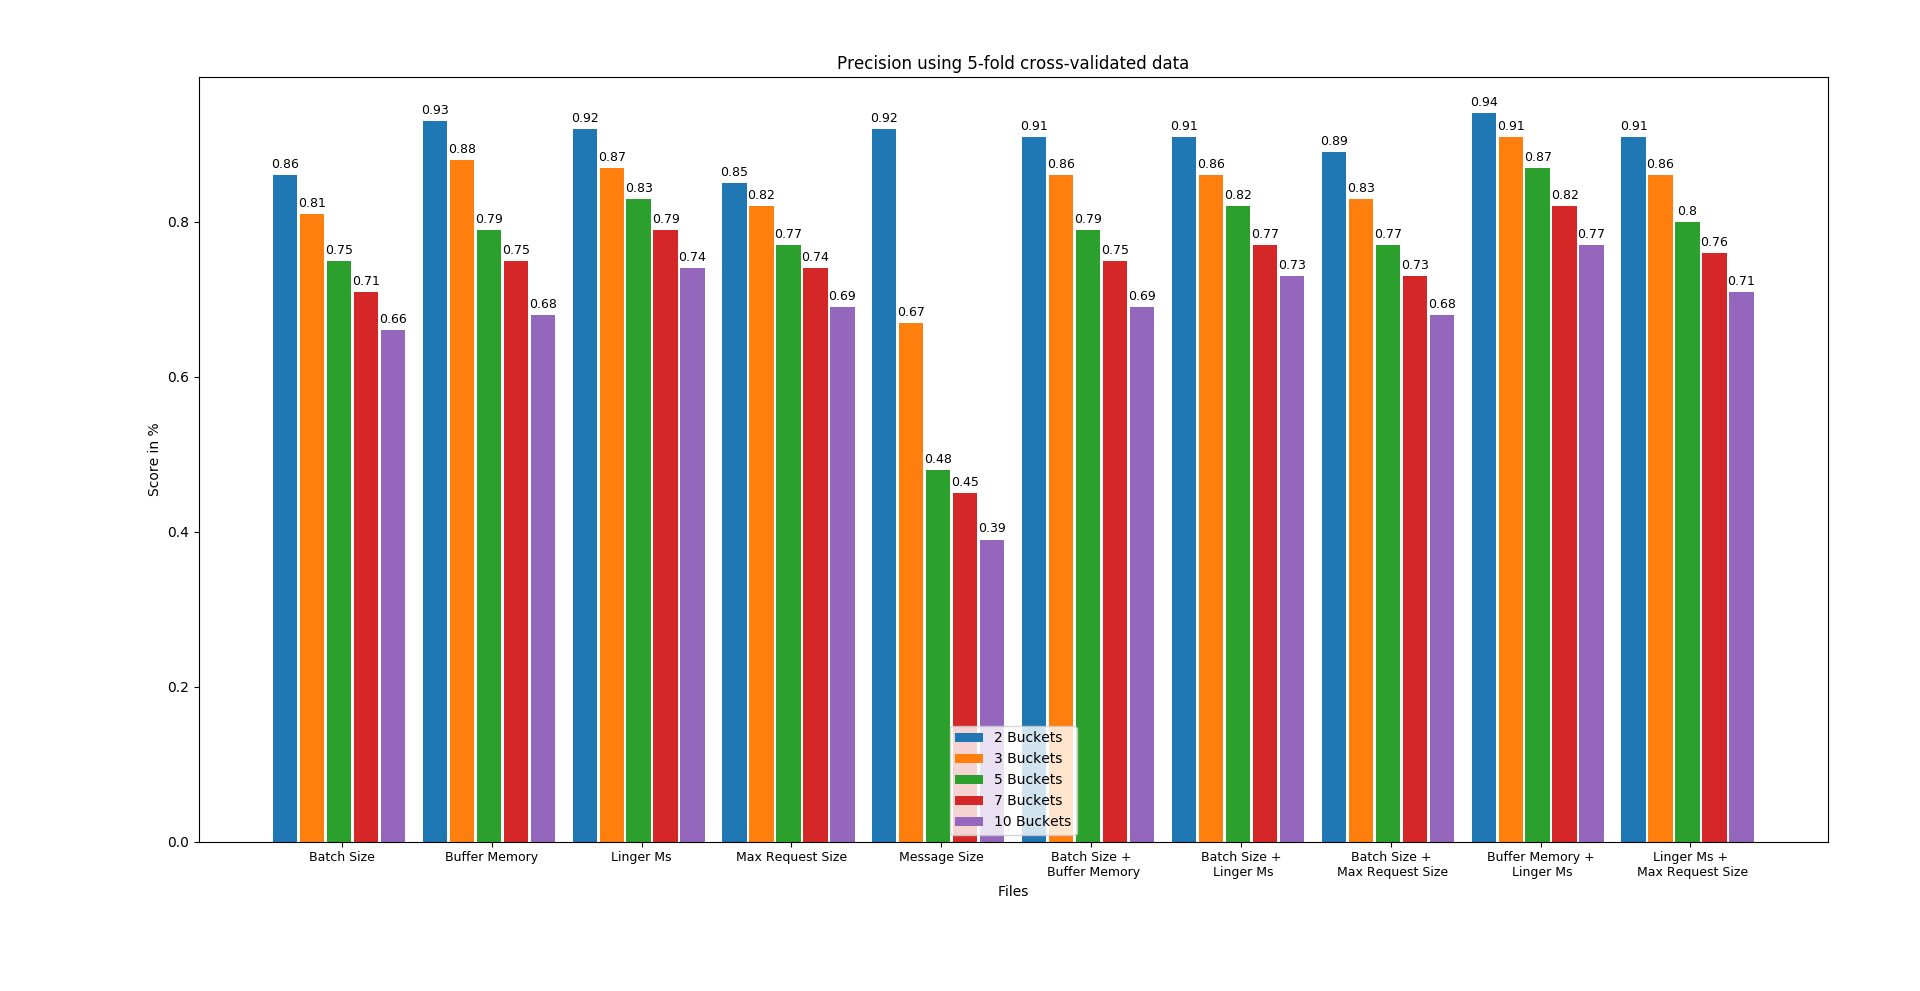 Precision using 5-fold cross-validated data
0.86 0.81 0.75 0.71 0.66
0.93 0.88 0.79 0.75 0.68
0.92 0.87 0.83 0.79 0.74
0.85 0.82 0.77 0.74 0.69
0.92 0.67 0.48 0.45 0.39
0.91 0.86 0.79 0.75 0.69
0.91 0.86 0.82 0.77 0.73
0.89 0.83 0.77 0.73 0.68
0.94 0.91 0.87 0.82 0.77
0.91 0.86 0.8 0.76 0.71
0.8
0.6
0.4
0.2
0.0
Score in %
2 Buckets
3 Buckets
5 Buckets
7 Buckets
10 Buckets
Batch Size
Buffer Memory
Linger Ms
Max Request Size
Message Size
Batch Size +
Buffer Memory
Batch Size +
Linger Ms
Batch Size +
Max Request Size
Buffer Memory +
Linger Ms
Linger Ms +
Max Request Size
Files